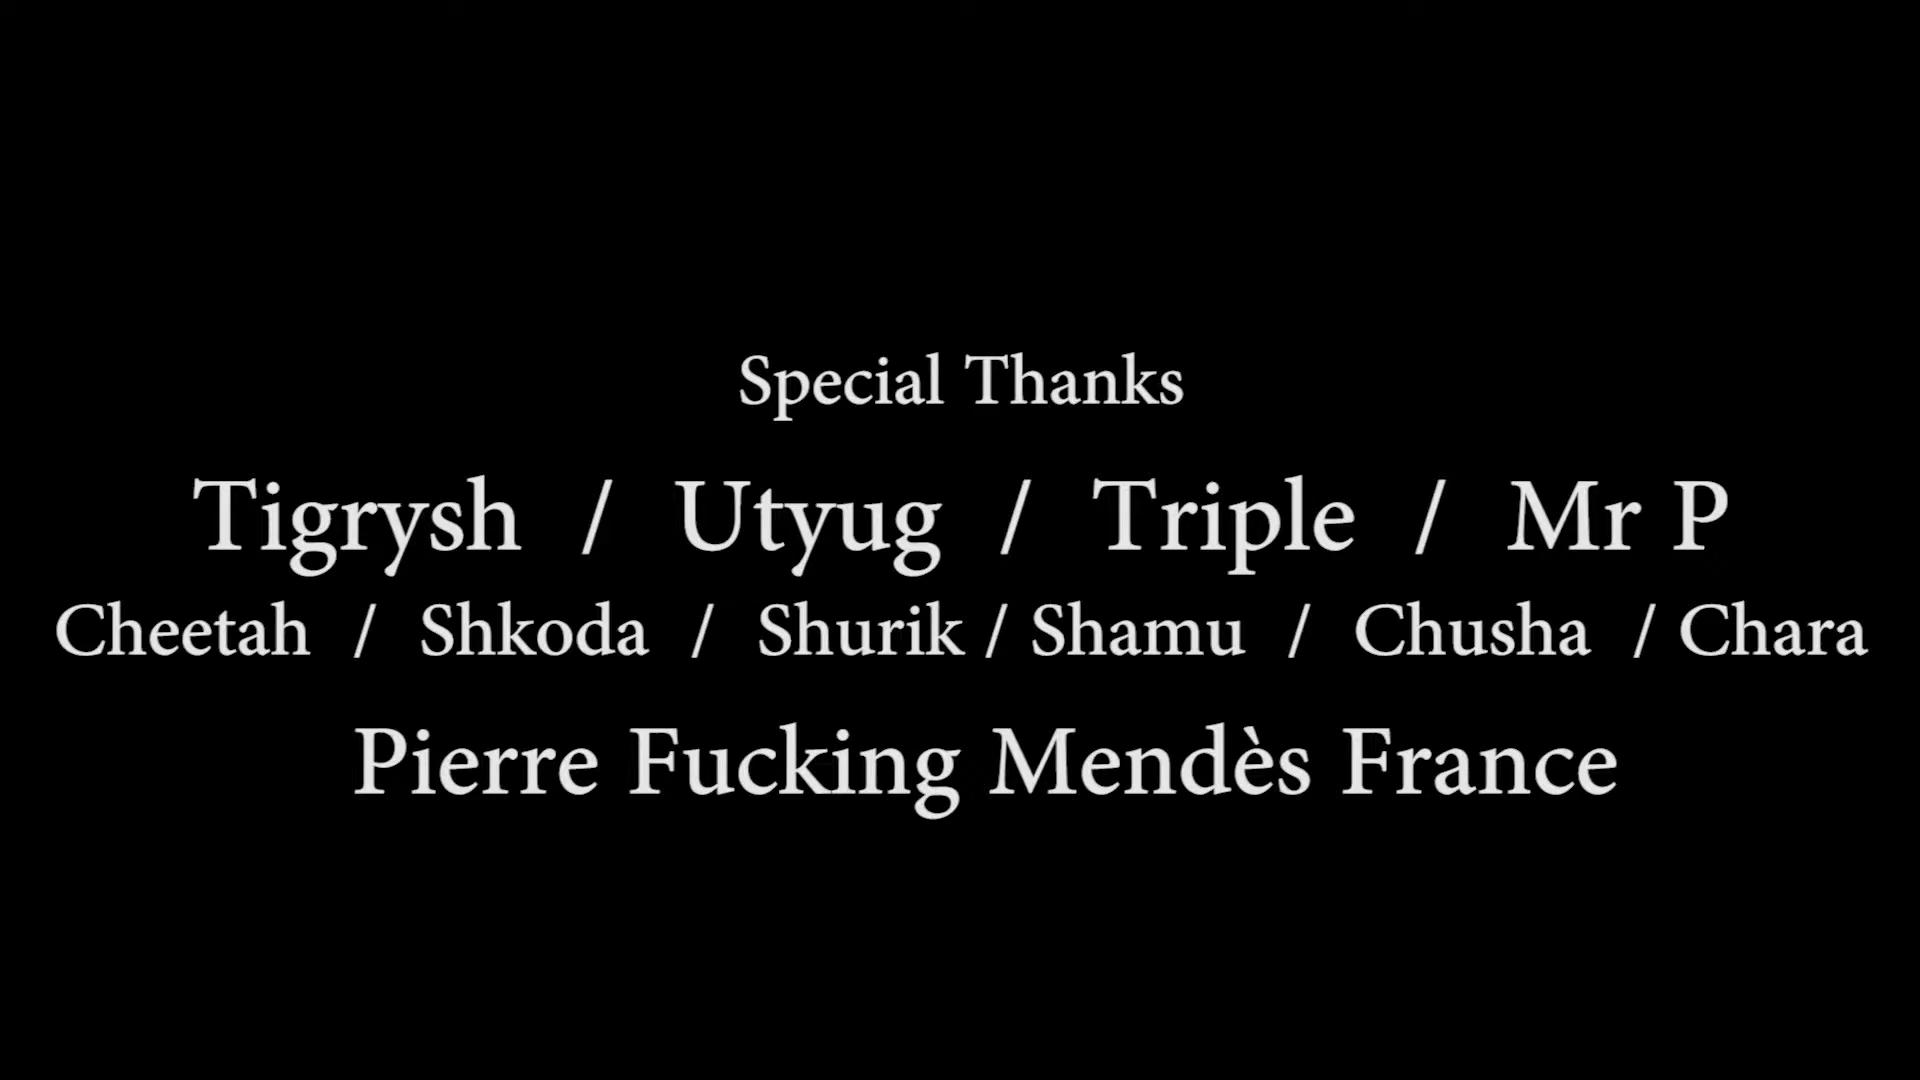 Special Thanks
Tigrysh / Utyug / Triple / Mr P
Cheetah / Shkoda / Shurik / Shamu / Chusha / Chara
Pierre Fucking Mendès France